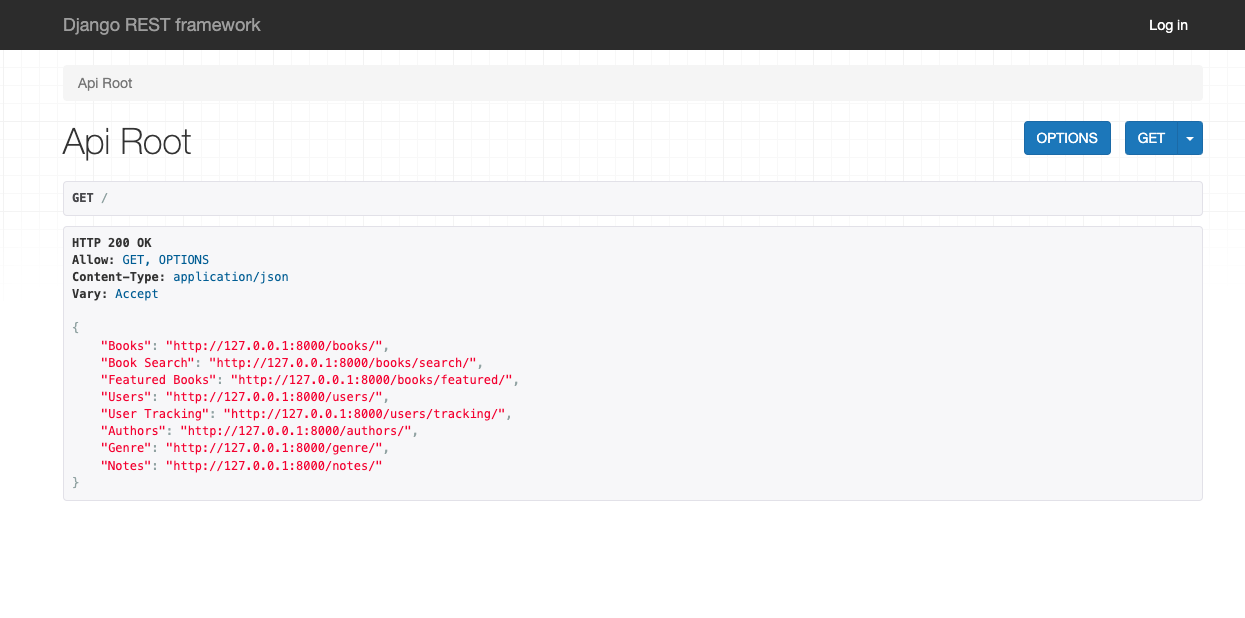 Django REST framework
Log in
Api Root
Api Root
OPTIONS
GET
GET /
HTTP 200 OK
Allow: GET, OPTIONS
Content-Type: application/json
Vary: Accept
{
    "Books": "http://127.0.0.1:8000/books/",
    "Book Search": "http://127.0.0.1:8000/books/search/",
    "Featured Books": "http://127.0.0.1:8000/books/featured/",
    "Users": "http://127.0.0.1:8000/users/",
    "User Tracking": "http://127.0.0.1:8000/users/tracking/",
    "Authors": "http://127.0.0.1:8000/authors/",
    "Genre": "http://127.0.0.1:8000/genre/",
    "Notes": "http://127.0.0.1:8000/notes/"
}